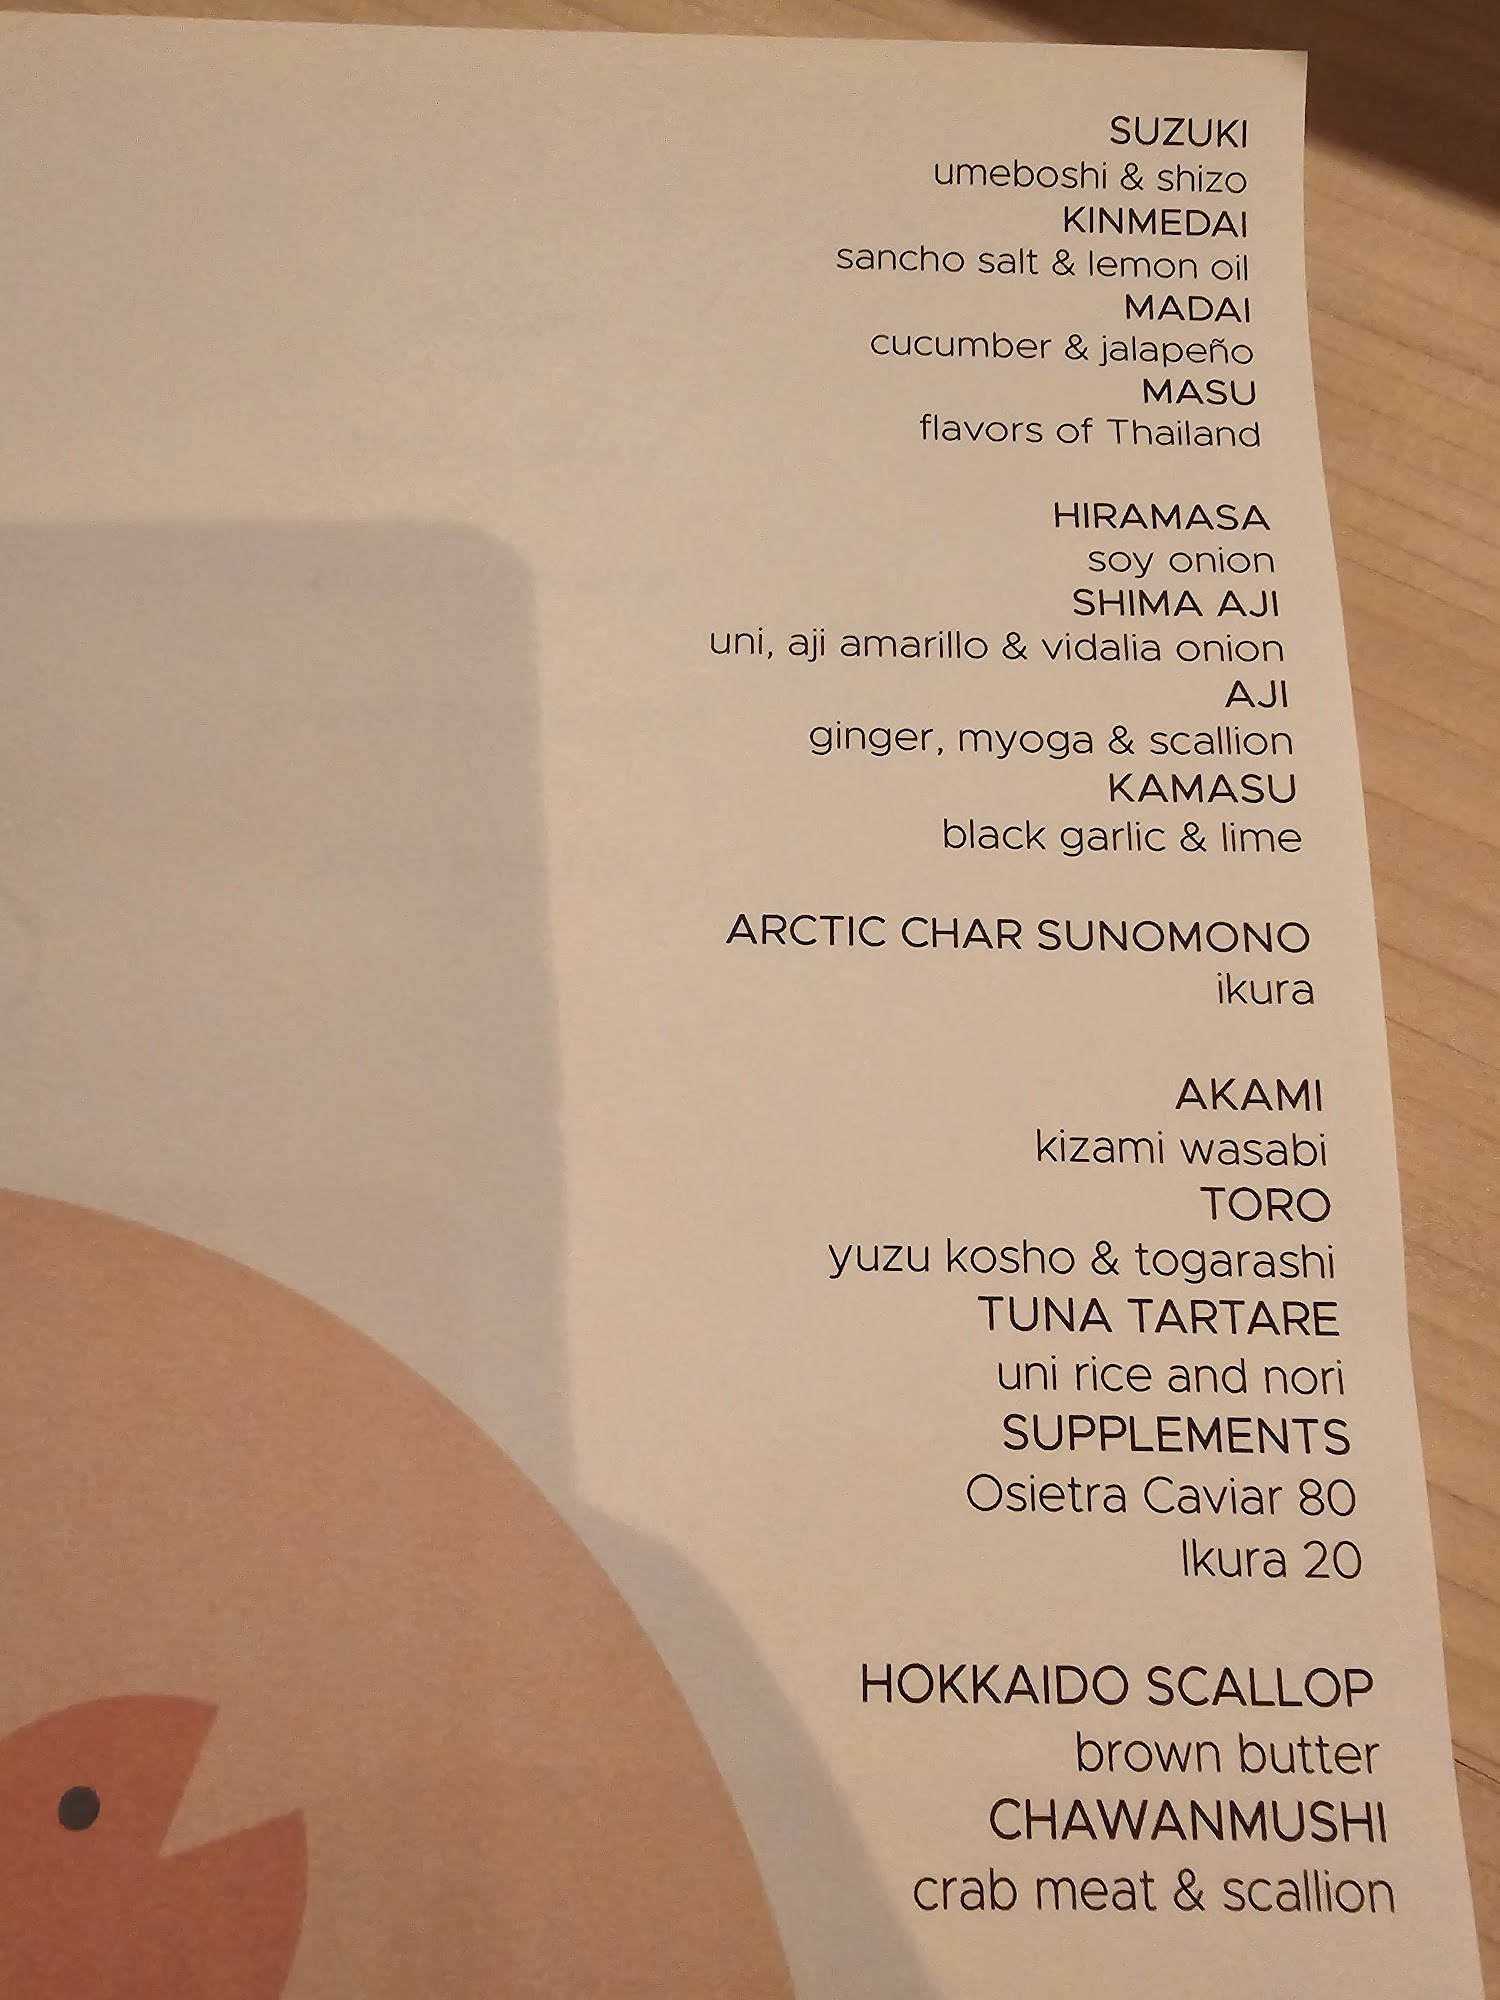 SUZUKI
umeboshi & shizo
KINMEDAI
sancho salt & lemon oil
MADAI
cucumber & jalapeño
MASU
flavors of Thailand
HIRAMASA
soy onion
SHIMA AJI
uni, aji amarillo & vidalia onion
AJI
ginger, myoga & scallion
KAMASU
black garlic & lime
ARCTIC CHAR SUNOMONO
ikura
AKAMI
kizami wasabi
TORO
yuzu kosho & togarashi
TUNA TARTARE
uni rice and nori
SUPPLEMENTS
Osietra Caviar 80
Ikura 20
HOKKAIDO SCALLOP
brown butter
CHAWANMUSHI
crab meat & scallion